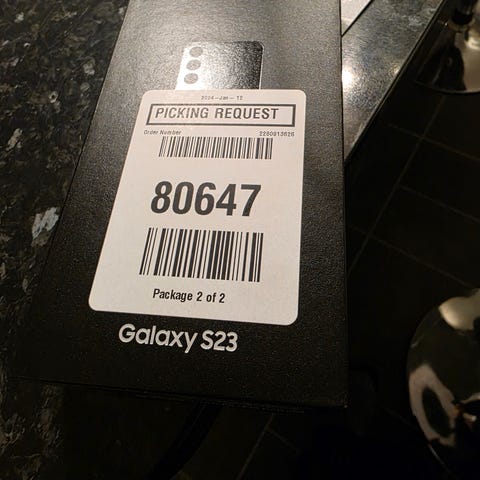 2024-Jan-12
PICKING REQUEST
Order Number 2280913626
80647
Package 2 of 2
Galaxy S23